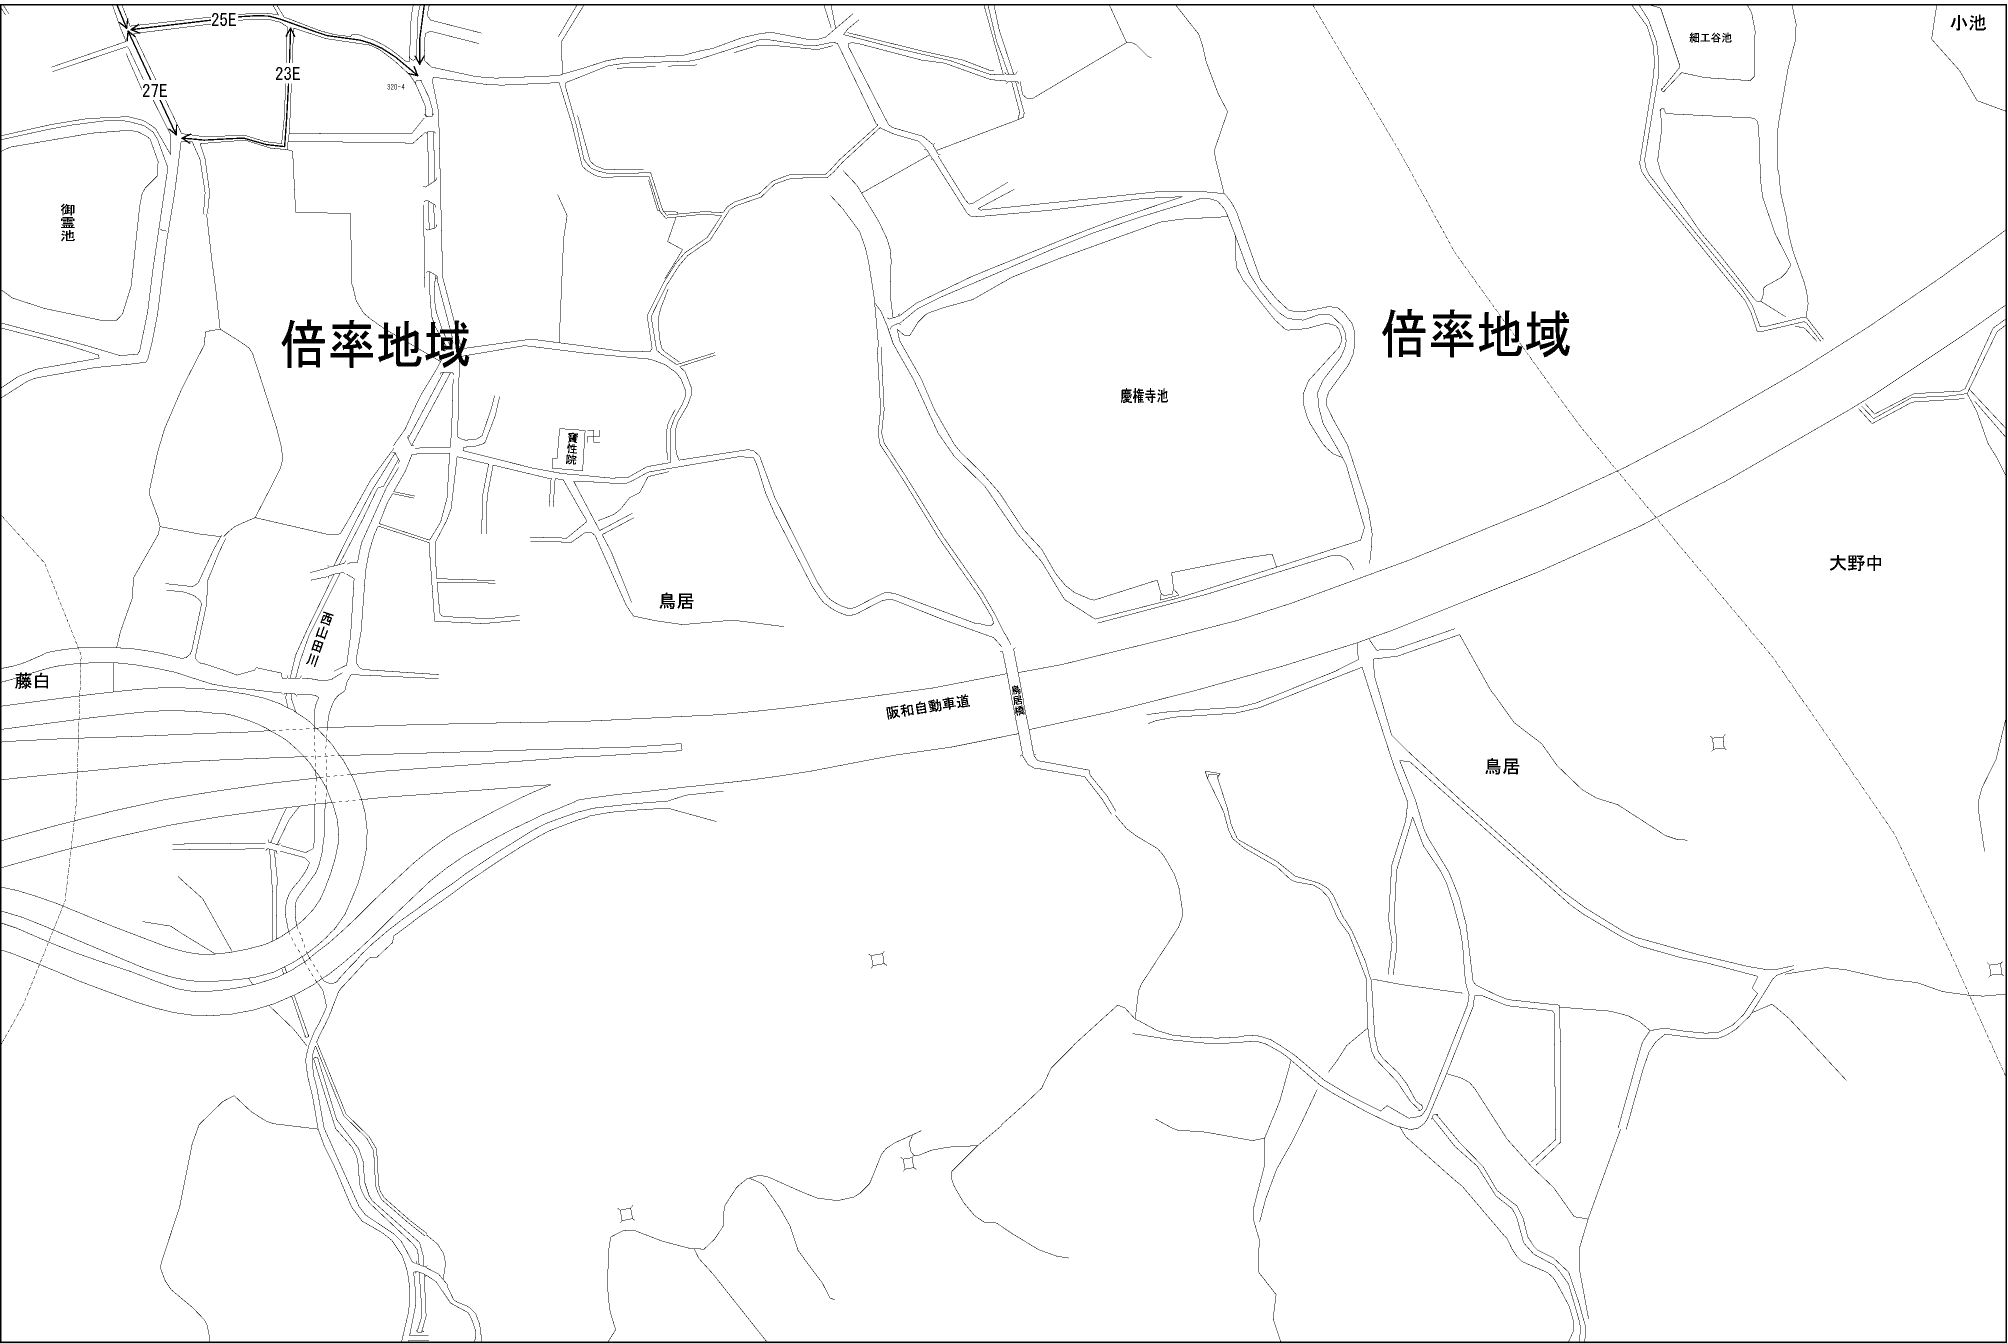 25E
小池
細工谷池
23E
320-4
27E
御霊池
倍率地域
倍率地域
慶権寺池
寶性院
大野中
鳥居
西山田川
藤白
鳥居橋
阪和自動車道
鳥居